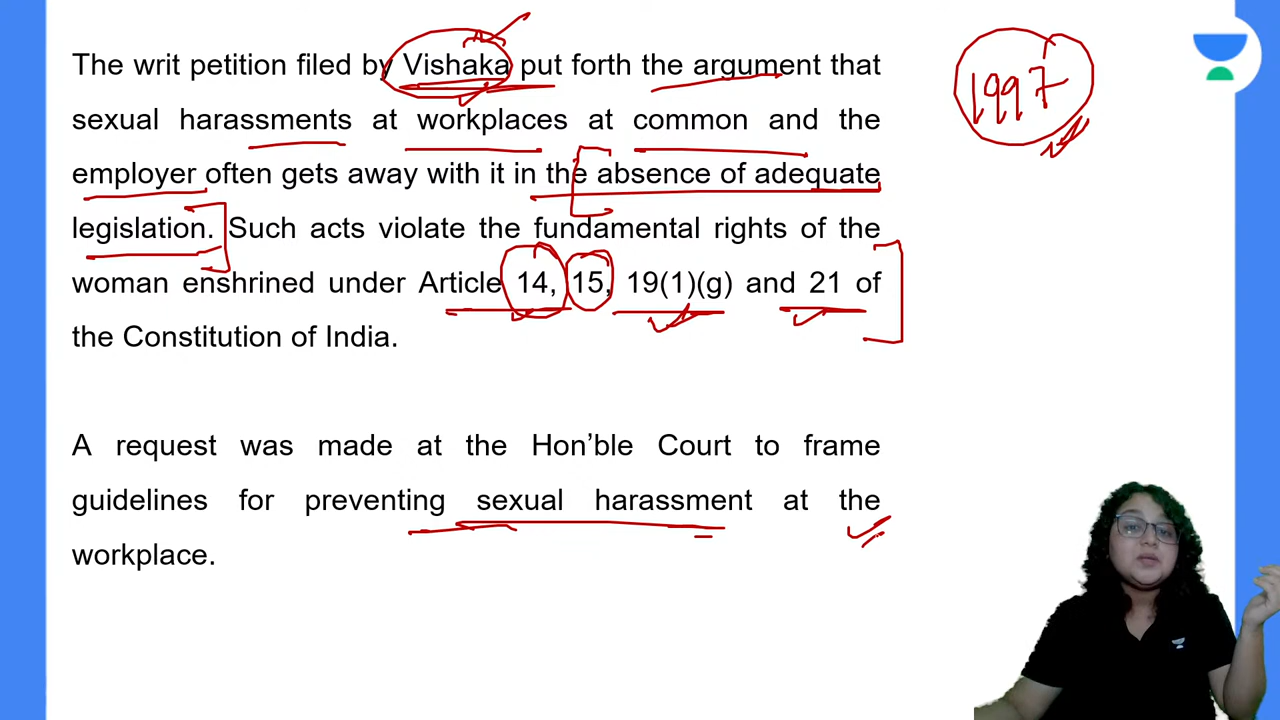 The writ petition filed by Vishaka put forth the argument that
sexual harassments at workplaces at common and the
employer often gets away with it in the absence of adequate
legislation. Such acts violate the fundamental rights of the
woman enshrined under Article 14, 15, 19(1)(g) and 21 of
the Constitution of India.
1997
A request was made at the Hon’ble Court to frame
guidelines for preventing sexual harassment at the
workplace.